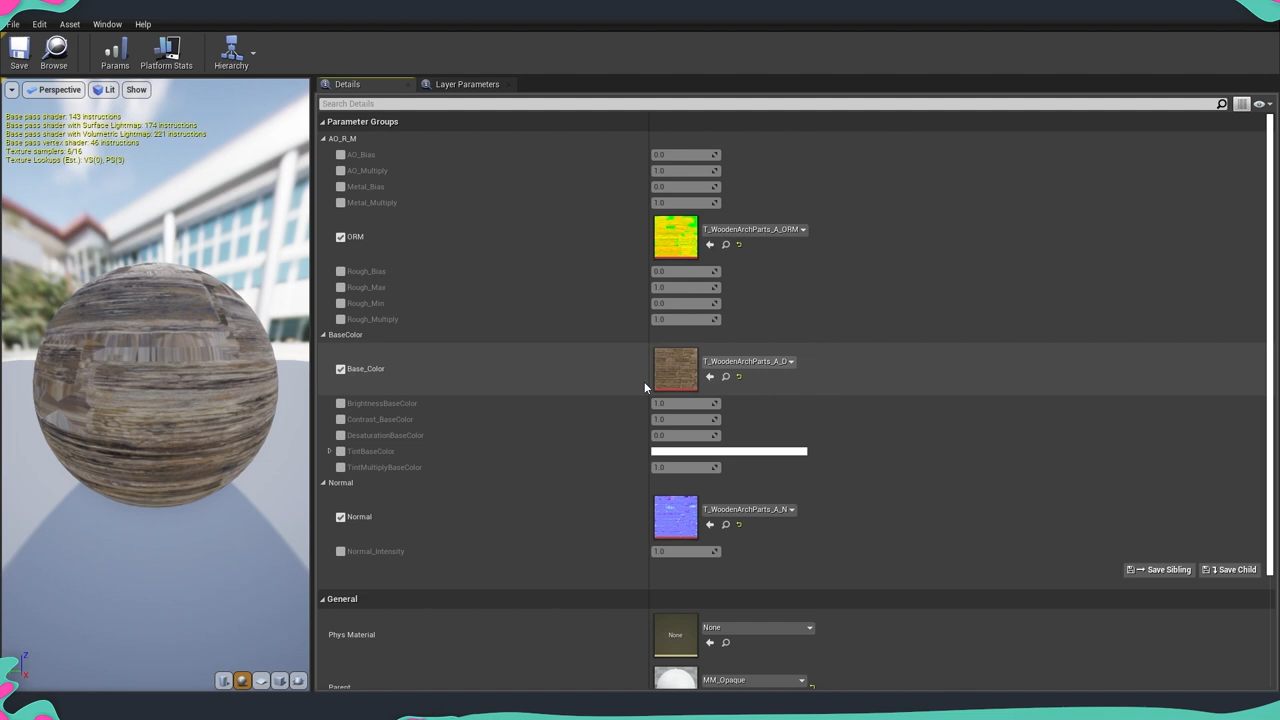 File Edit Asset Window Help
Save Browse Params Platform Stats Hierarchy
Perspective Lit Show
Base pass shader: 143 instructions
Base pass shader with Surface Lightmap: 174 instructions
Base pass shader with Volumetric Lightmap: 221 instructions
Base pass vertex shader: 46 instructions
Texture samplers: 6/16
Texture Lookups (Est.): VS(0), PS(3)
Z
X
Details Layer Parameters
Search Details
Parameter Groups
AO_R_M
AO_Bias 0.0
AO_Multiply 1.0
Metal_Bias 0.0
Metal_Multiply 1.0
ORM T_WoodenArchParts_A_ORM
Rough_Bias 0.0
Rough_Max 1.0
Rough_Min 0.0
Rough_Multiply 1.0
BaseColor
Base_Color T_WoodenArchParts_A_D
BrightnessBaseColor 1.0
Contrast_BaseColor 1.0
DesaturationBaseColor 0.0
TintBaseColor
TintMultiplyBaseColor 1.0
Normal
Normal T_WoodenArchParts_A_N
Normal_Intensity 1.0
Save Sibling Save Child
General
Phys Material None None
Parent MM_Opaque